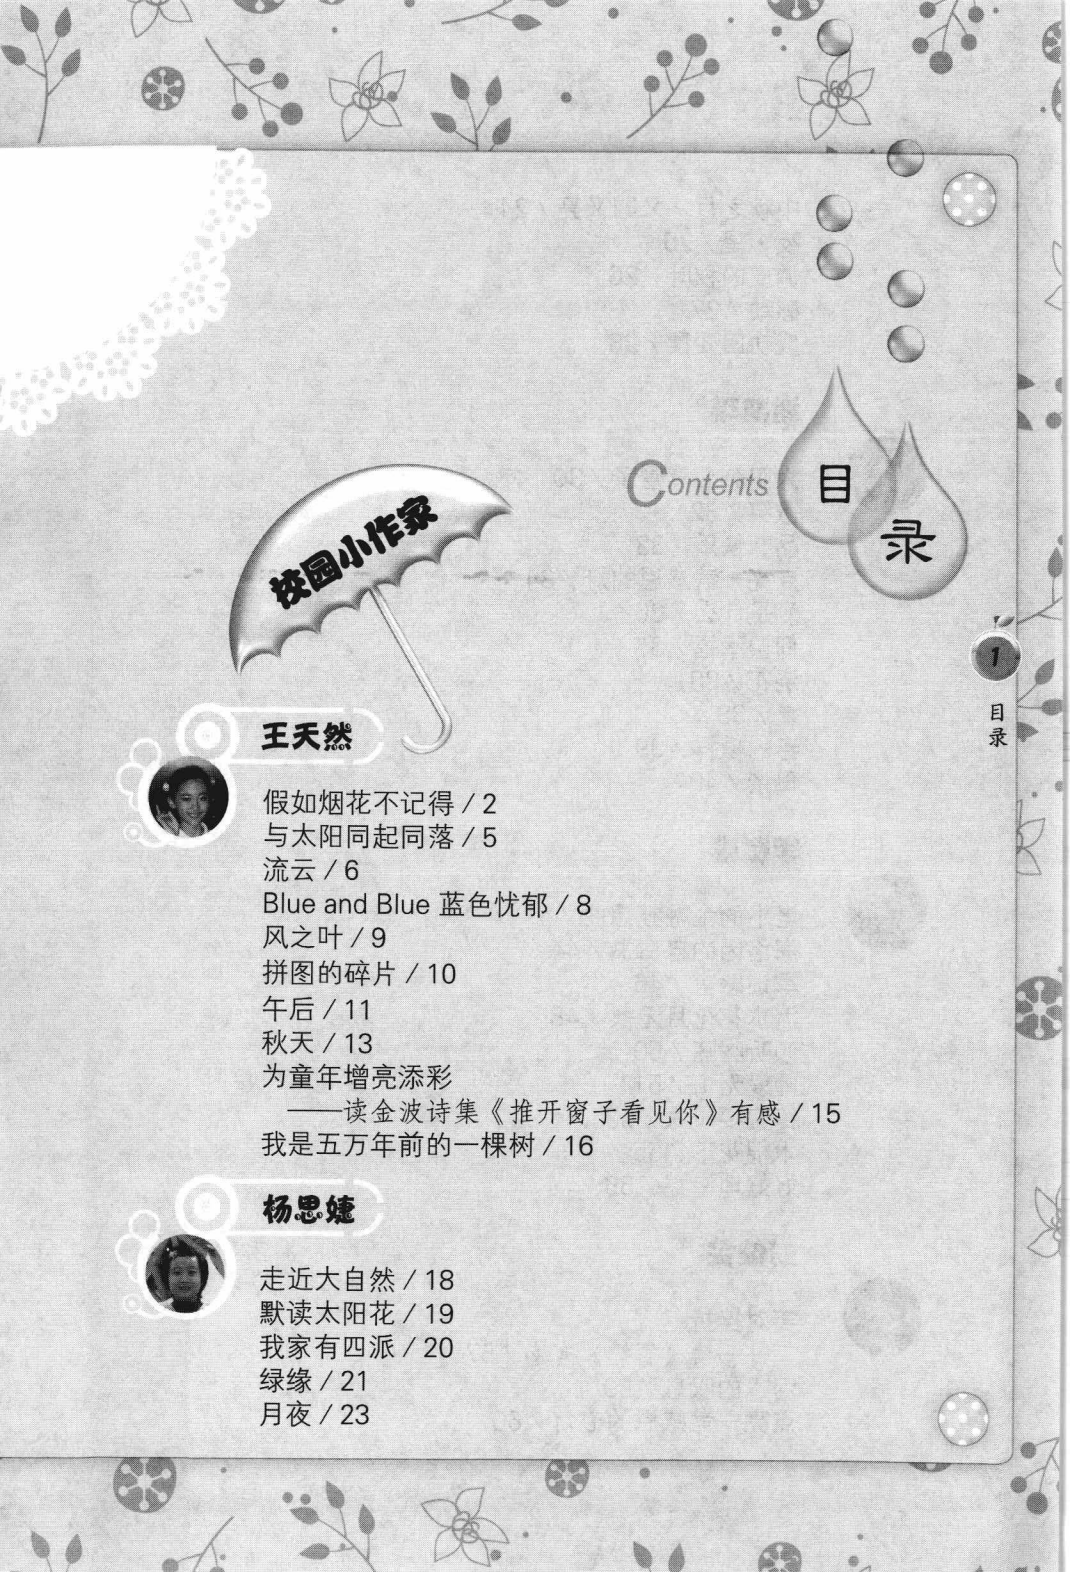 Contents
目
录
校园小作家
1
目
录
王天然
假如烟花不记得 / 2
与太阳同起同落 / 5
流云 / 6
Blue and Blue 蓝色忧郁 / 8
风之叶 / 9
拼图的碎片 / 10
午后 / 11
秋天 / 13
为童年增亮添彩
——读金波诗集《推开窗子看见你》有感 / 15
我是五万年前的一棵树 / 16
杨思婕
走近大自然 / 18
默读太阳花 / 19
我家有四派 / 20
绿缘 / 21
月夜 / 23